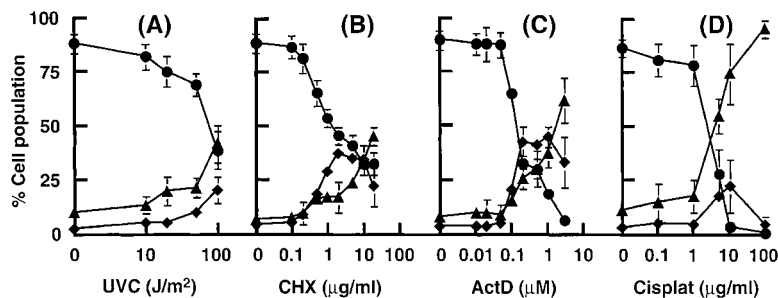 (A) (B) (C) (D)
% Cell population
100
75
50
25
0
0 10 100
0 0.1 1 10 100
0 0.01 0.1 1 10
0 0.1 1 10 100
UVC (J/m²) CHX (μg/ml) ActD (μM) Cisplat (μg/ml)